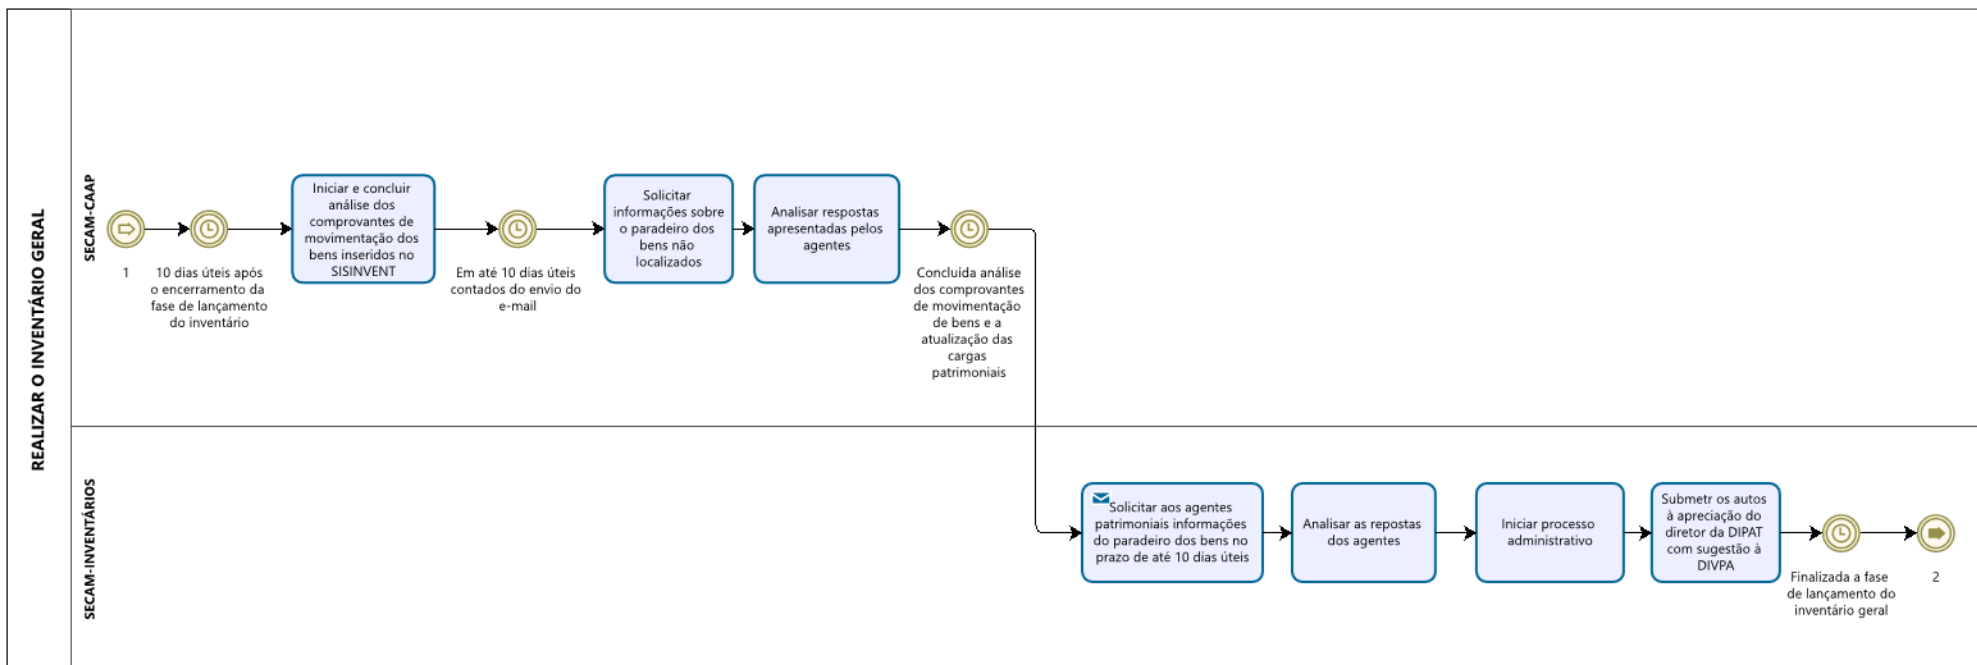 REALIZAR O INVENTÁRIO GERAL
SECAM-CAAP
1
10 dias úteis após
o encerramento da
fase de lançamento
do inventário
Iniciar e concluir
análise dos
comprovantes de
movimentação dos
bens inseridos no
SISINVENT
Em até 10 dias úteis
contados do envio do
e-mail
Solicitar
informações sobre
o paradeiro dos
bens não
localizados
Analisar respostas
apresentadas pelos
agentes
Concluída análise
dos comprovantes
de movimentação
de bens e a
atualização das
cargas
patrimoniais
SECAM-INVENTÁRIOS
Solicitar aos agentes
patrimoniais informações
do paradeiro dos bens no
prazo de até 10 dias úteis
Analisar as repostas
dos agentes
Iniciar processo
administrativo
Submetr os autos
à apreciação do
diretor da DIPAT
com sugestão à
DIVPA
Finalizada a fase
de lançamento do
inventário geral
2